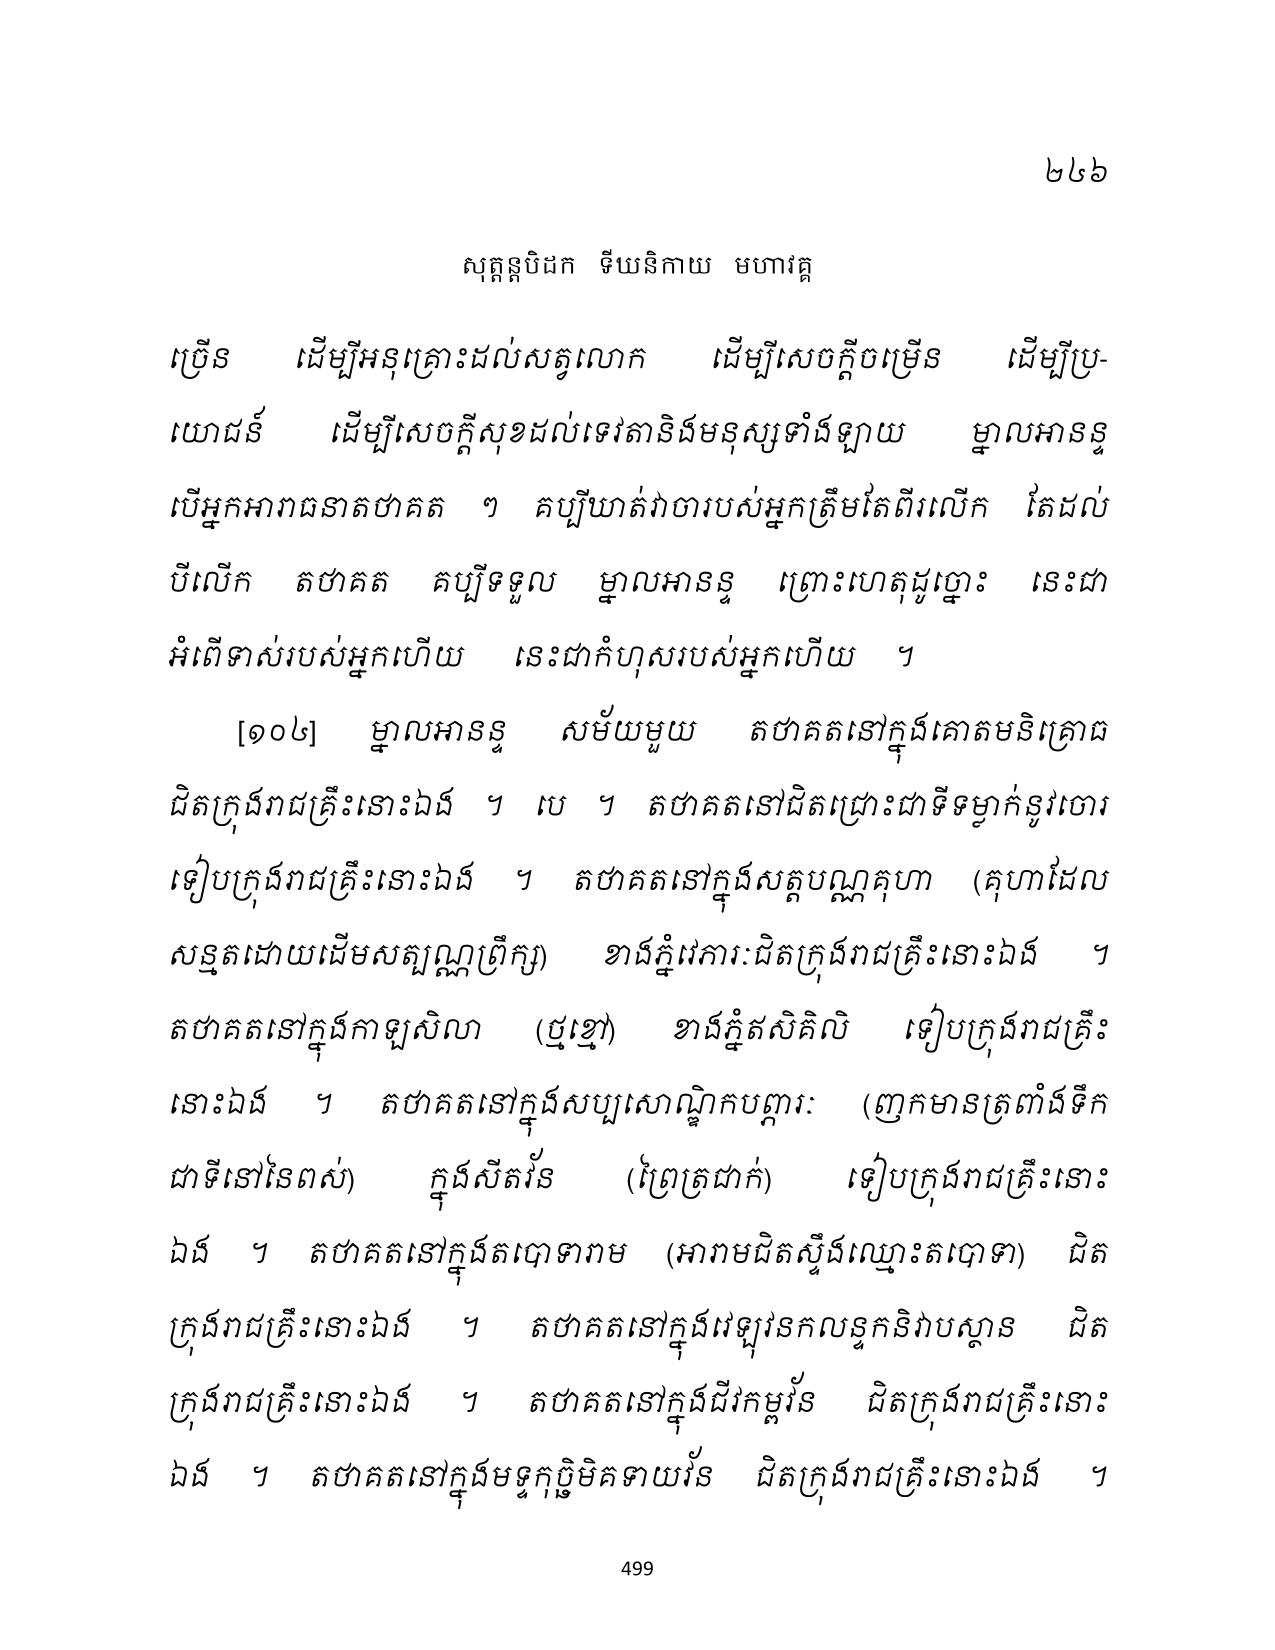 ២៤៦
សុត្តន្តបិដក ទីឃនិកាយ មហាវគ្គ
ច្រើន ដើម្បីអនុគ្រោះដល់សត្វលោក ដើម្បីសេចក្តីចម្រើន ដើម្បីប្រ-
យោជន៍ ដើម្បីសេចក្តីសុខដល់ទេវតានិងមនុស្សទាំងឡាយ ម្នាលអានន្ទ
បើអ្នកអារាធនាតថាគត ៗ គប្បីឃាត់វាចារបស់អ្នកត្រឹមតែពីរលើក តែដល់
បីលើក តថាគត គប្បីទទួល ម្នាលអានន្ទ ព្រោះហេតុដូច្នោះ នេះជា
អំពើទាស់របស់អ្នកហើយ នេះជាកំហុសរបស់អ្នកហើយ ។
[១០៤] ម្នាលអានន្ទ សម័យមួយ តថាគតនៅក្នុងគោតមនិគ្រោធ
ជិតក្រុងរាជគ្រឹះនោះឯង ។ បេ ។ តថាគតនៅជិតជ្រោះជាទីទម្លាក់នូវចោរ
ទៀបក្រុងរាជគ្រឹះនោះឯង ។ តថាគតនៅក្នុងសត្តបណ្ណគុហា (គុហាដែល
សន្មតដោយដើមសត្បណ្ណព្រឹក្ស) ខាងភ្នំវេភារៈជិតក្រុងរាជគ្រឹះនោះឯង ។
តថាគតនៅក្នុងកាឡសិលា (ថ្មខ្មៅ) ខាងភ្នំឥសិគិលិ ទៀបក្រុងរាជគ្រឹះ
នោះឯង ។ តថាគតនៅក្នុងសប្បសោណ្ឌិកបព្ភារៈ (ញកមានត្រពាំងទឹក
ជាទីនៅនៃពស់) ក្នុងសីតវ័ន (ព្រៃត្រជាក់) ទៀបក្រុងរាជគ្រឹះនោះ
ឯង ។ តថាគតនៅក្នុងតបោទារាម (អារាមជិតស្ទឹងឈ្មោះតបោទា) ជិត
ក្រុងរាជគ្រឹះនោះឯង ។ តថាគតនៅក្នុងវេឡុវនកលន្ទកនិវាបស្ថាន ជិត
ក្រុងរាជគ្រឹះនោះឯង ។ តថាគតនៅក្នុងជីវកម្ពវ័ន ជិតក្រុងរាជគ្រឹះនោះ
ឯង ។ តថាគតនៅក្នុងមទ្ទកុច្ឆិមិគទាយវ័ន ជិតក្រុងរាជគ្រឹះនោះឯង ។
499